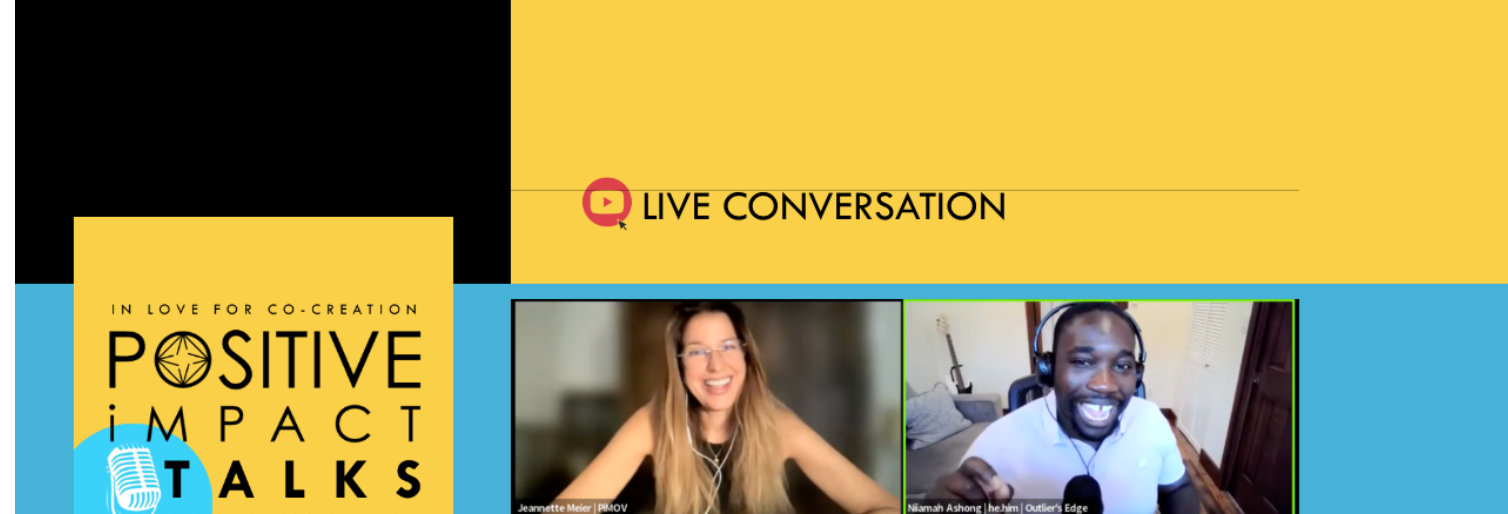 LIVE CONVERSATION
IN LOVE FOR CO-CREATION
POSITIVE
iMPACT
TALKS
Jeannette Meier | PiMOV
Niiamah Ashong | he.him | Outlier's Edge